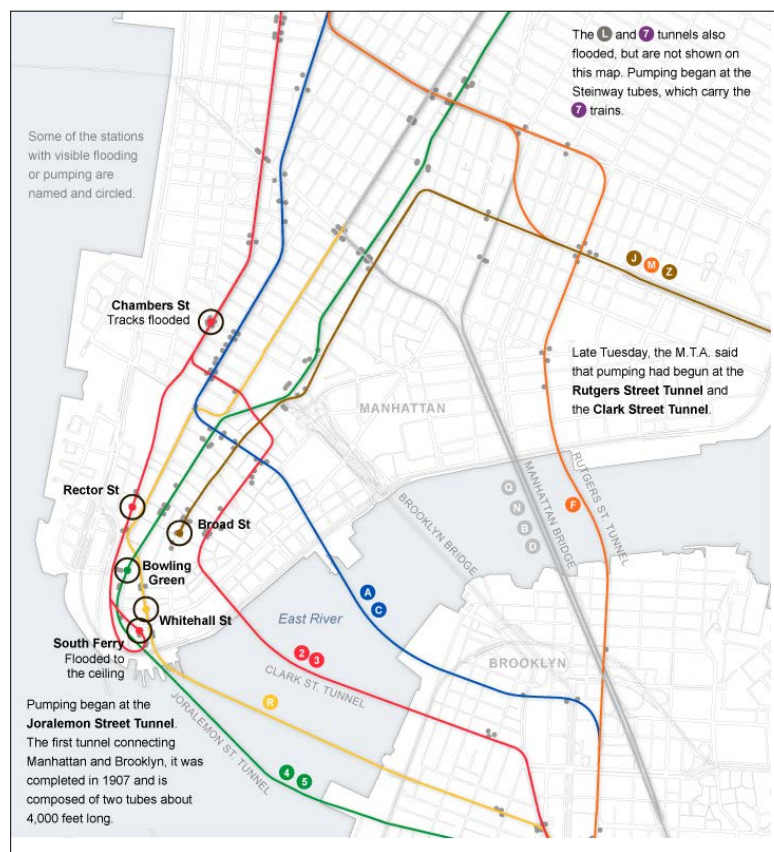 The L and 7 tunnels also
flooded, but are not shown on
this map. Pumping began at the
Steinway tubes, which carry the
7 trains.
Some of the stations
with visible flooding
or pumping are
named and circled.
J M Z
Chambers St
Tracks flooded
Late Tuesday, the M.T.A. said
that pumping had begun at the
Rutgers Street Tunnel and
the Clark Street Tunnel.
MANHATTAN
Rector St
Broad St
Q
N
B
D
MANHATTAN BRIDGE
RUTGERS ST. TUNNEL
F
BROOKLYN BRIDGE
Bowling
Green
Whitehall St
A
C
East River
South Ferry
Flooded to
the ceiling
2 3
CLARK ST. TUNNEL
BROOKLYN
R
JORALEMON ST. TUNNEL
4 5
Pumping began at the
Joralemon Street Tunnel.
The first tunnel connecting
Manhattan and Brooklyn, it was
completed in 1907 and is
composed of two tubes about
4,000 feet long.